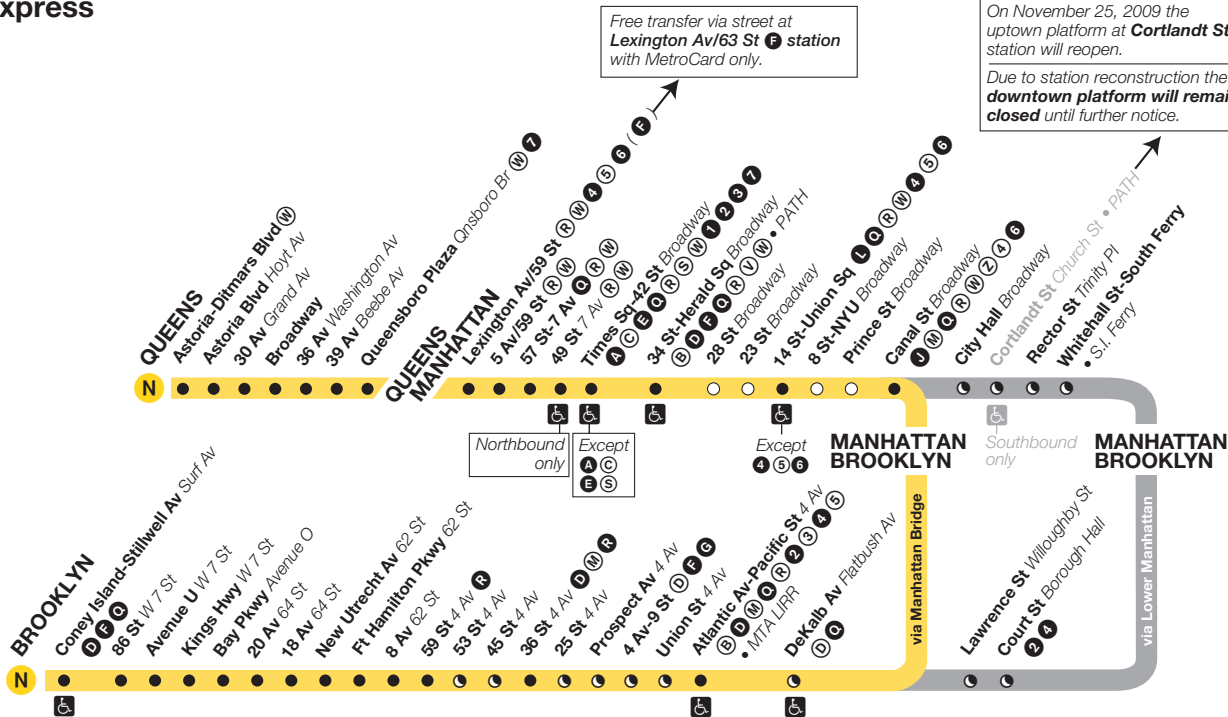 xpress
Free transfer via street at
Lexington Av/63 St F station
with MetroCard only.
On November 25, 2009 the
uptown platform at Cortlandt St
station will reopen.
Due to station reconstruction the
downtown platform will remai
closed until further notice.
QUEENS
Astoria-Ditmars Blvd W
Astoria Blvd Hoyt Av
30 Av Grand Av
Broadway
36 Av Washington Av
39 Av Beebe Av
Queensboro Plaza Qnsboro Br W 7
QUEENS
MANHATTAN
Lexington Av/59 St R W 4 5 6 (F)
5 Av/59 St R W
57 St-7 Av Q R W
49 St 7 Av R W
Times Sq-42 St Broadway
A C E Q R S W 1 2 3 7
34 St-Herald Sq Broadway
B D F Q R V W • PATH
28 St Broadway
23 St Broadway
14 St-Union Sq L Q R W 4 5 6
8 St-NYU Broadway
Prince St Broadway
Canal St Broadway
J M Q R W Z 4 6
City Hall Broadway
Cortlandt St Church St • PATH
Rector St Trinity Pl
Whitehall St-South Ferry
• S.I. Ferry
N
Northbound
only
Except
A C
E S
Except
4 5 6
MANHATTAN
BROOKLYN
Southbound
only
MANHATTAN
BROOKLYN
via Manhattan Bridge
via Lower Manhattan
BROOKLYN
Coney Island-Stillwell Av Surf Av
D F Q
86 St W 7 St
Avenue U W 7 St
Kings Hwy W 7 St
Bay Pkwy Avenue O
20 Av 64 St
18 Av 64 St
New Utrecht Av 62 St
Ft Hamilton Pkwy 62 St
8 Av 62 St
59 St 4 Av R
53 St 4 Av
45 St 4 Av
36 St 4 Av D M R
25 St 4 Av
Prospect Av 4 Av
4 Av-9 St D F G
Union St 4 Av
Atlantic Av-Pacific St 4 Av
B D M Q R 2 3 4 5
• MTA LIRR
DeKalb Av Flatbush Av
D Q
Lawrence St Willoughby St
Court St Borough Hall
2 4
N